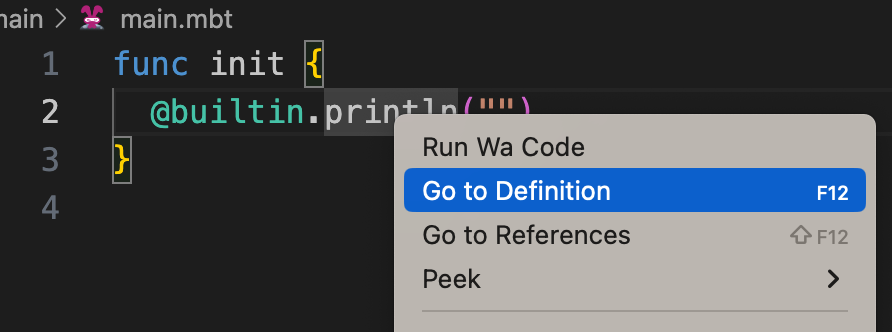 main > main.mbt
1 func init {
2 @builtin.println("")
3 }
4
Run Wa Code
Go to Definition F12
Go to References ⇧F12
Peek >